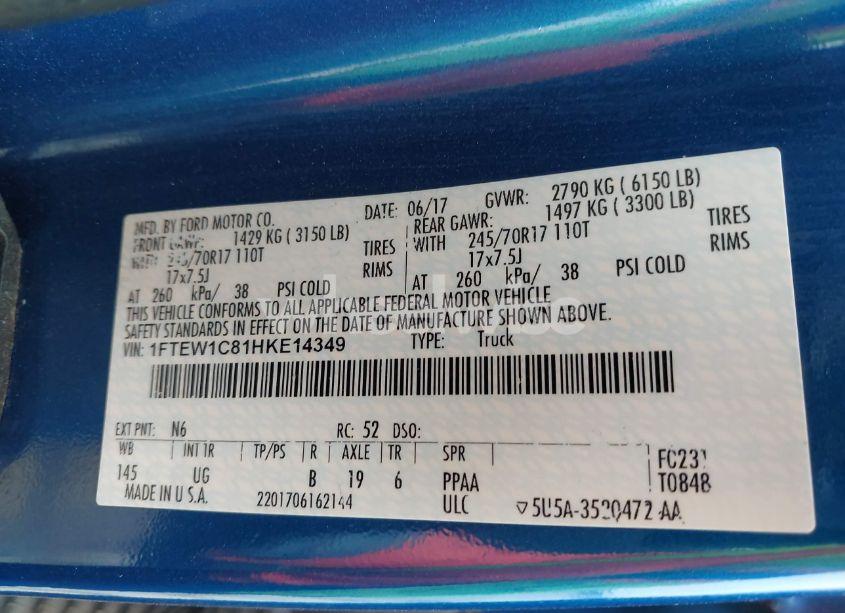 MFD. BY FORD MOTOR CO.
DATE: 06/17 GVWR: 2790 KG ( 6150 LB)
FRONT GAWR: 1429 KG ( 3150 LB)
REAR GAWR: 1497 KG ( 3300 LB)
WITH 245/70R17 110T TIRES
WITH 245/70R17 110T TIRES
17x7.5J RIMS
17x7.5J RIMS
AT 260 kPa/ 38 PSI COLD
AT 260 kPa/ 38 PSI COLD
THIS VEHICLE CONFORMS TO ALL APPLICABLE FEDERAL MOTOR VEHICLE
SAFETY STANDARDS IN EFFECT ON THE DATE OF MANUFACTURE SHOWN ABOVE.
VIN: 1FTEW1C81HKE14349 TYPE: Truck
EXT PNT: N6 RC: 52 DSO:
WB INT TR TP/PS R AXLE TR SPR
145 UG B 19 6 PPAA
ULC
FC231
T0848
MADE IN U.S.A. 2201706162144
5U5A-3520472-AA